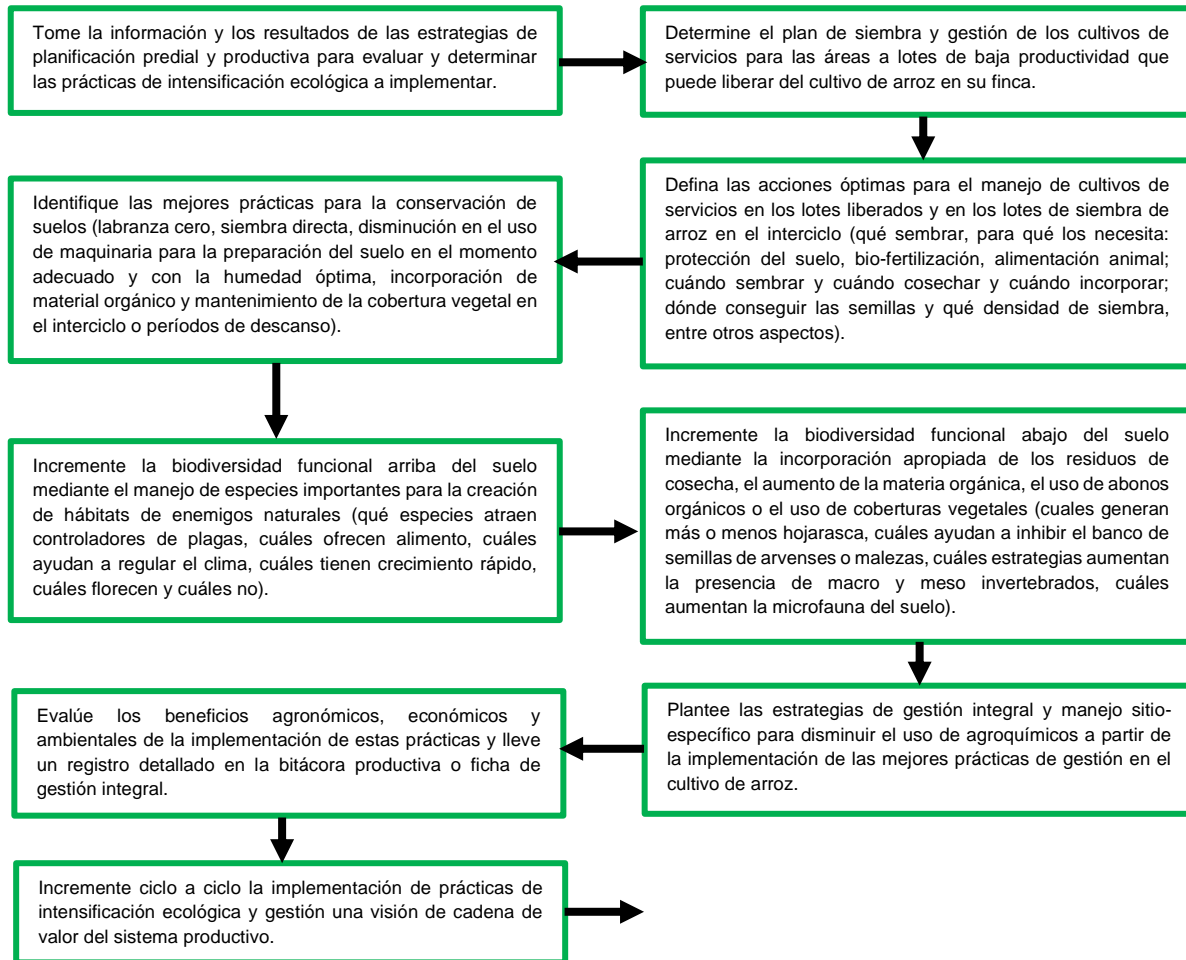 Tome la información y los resultados de las estrategias de
planificación predial y productiva para evaluar y determinar
las prácticas de intensificación ecológica a implementar.
Determine el plan de siembra y gestión de los cultivos de
servicios para las áreas a lotes de baja productividad que
puede liberar del cultivo de arroz en su finca.
Defina las acciones óptimas para el manejo de cultivos de
servicios en los lotes liberados y en los lotes de siembra de
arroz en el interciclo (qué sembrar, para qué los necesita:
protección del suelo, bio-fertilización, alimentación animal;
cuándo sembrar y cuándo cosechar y cuándo incorporar;
dónde conseguir las semillas y qué densidad de siembra,
entre otros aspectos).
Identifique las mejores prácticas para la conservación de
suelos (labranza cero, siembra directa, disminución en el uso
de maquinaria para la preparación del suelo en el momento
adecuado y con la humedad óptima, incorporación de
material orgánico y mantenimiento de la cobertura vegetal en
el interciclo o períodos de descanso).
Incremente la biodiversidad funcional arriba del suelo
mediante el manejo de especies importantes para la creación
de hábitats de enemigos naturales (qué especies atraen
controladores de plagas, cuáles ofrecen alimento, cuáles
ayudan a regular el clima, cuáles tienen crecimiento rápido,
cuáles florecen y cuáles no).
Incremente la biodiversidad funcional abajo del suelo
mediante la incorporación apropiada de los residuos de
cosecha, el aumento de la materia orgánica, el uso de abonos
orgánicos o el uso de coberturas vegetales (cuales generan
más o menos hojarasca, cuáles ayudan a inhibir el banco de
semillas de arvenses o malezas, cuáles estrategias aumentan
la presencia de macro y meso invertebrados, cuáles
aumentan la microfauna del suelo).
Plantee las estrategias de gestión integral y manejo sitio-
específico para disminuir el uso de agroquímicos a partir de
la implementación de las mejores prácticas de gestión en el
cultivo de arroz.
Evalúe los beneficios agronómicos, económicos y
ambientales de la implementación de estas prácticas y lleve
un registro detallado en la bitácora productiva o ficha de
gestión integral.
Incremente ciclo a ciclo la implementación de prácticas de
intensificación ecológica y gestión una visión de cadena de
valor del sistema productivo.